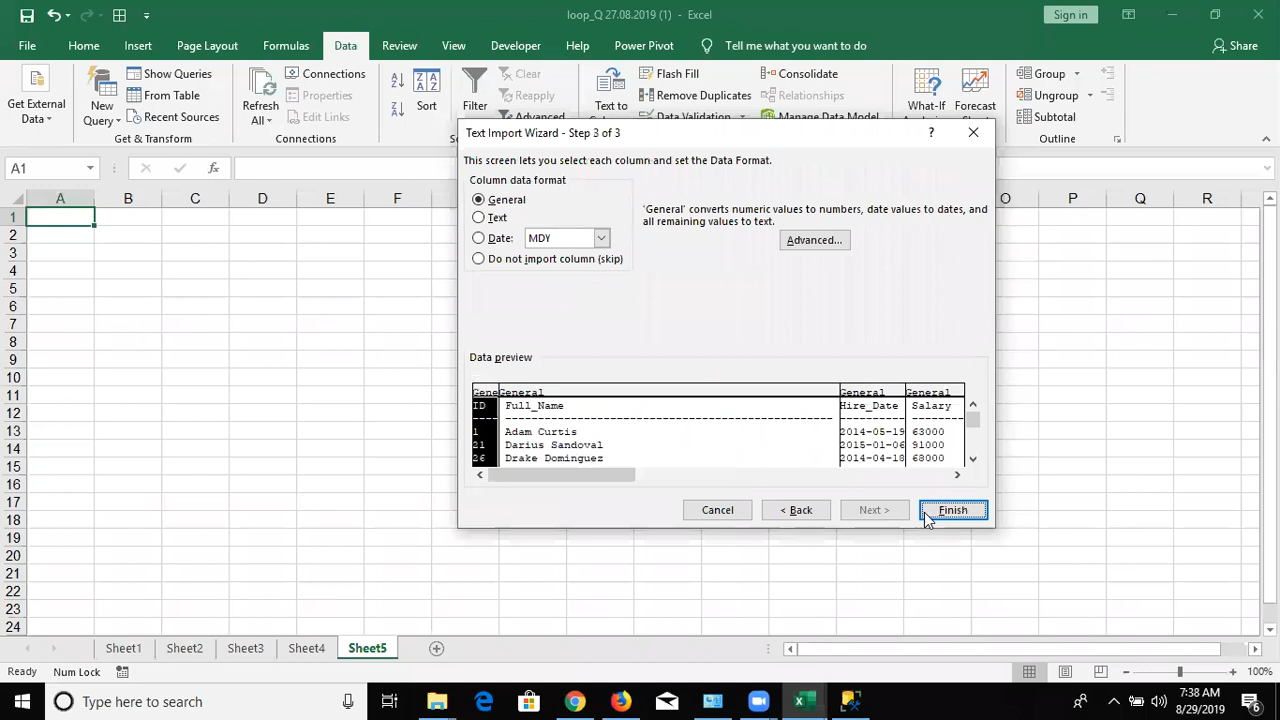 loop_Q 27.08.2019 (1) - Excel
Sign in
File Home Insert Page Layout Formulas Data Review View Developer Help Power Pivot Tell me what you want to do Share
Get External Data
New Query
Show Queries
From Table
Recent Sources
Get & Transform
Refresh All
Connections
Properties
Edit Links
Connections
Sort
Filter
Clear
Reapply
Advanced
Text to
Flash Fill
Remove Duplicates
Data Validation
Consolidate
Relationships
Manage Data Model
What-If
Forecast
Group
Ungroup
Subtotal
Outline
A1
fx
A B C D E F O P Q R
1
2
3
4
5
6
7
8
9
10
11
12
13
14
15
16
17
18
19
20
21
22
23
24
Text Import Wizard - Step 3 of 3
?
This screen lets you select each column and set the Data Format.
Column data format
General
Text
Date: MDY
Do not import column (skip)
'General' converts numeric values to numbers, date values to dates, and
all remaining values to text.
Advanced...
Data preview
Gene General General General
ID Full_Name Hire_Date Salary
1 Adam Curtis 2014-05-19 63000
21 Darius Sandoval 2015-01-06 91000
26 Drake Dominguez 2014-04-18 68000
Cancel < Back Next > Finish
Sheet1 Sheet2 Sheet3 Sheet4 Sheet5
Ready Num Lock 100%
Type here to search
7:38 AM
8/29/2019
6